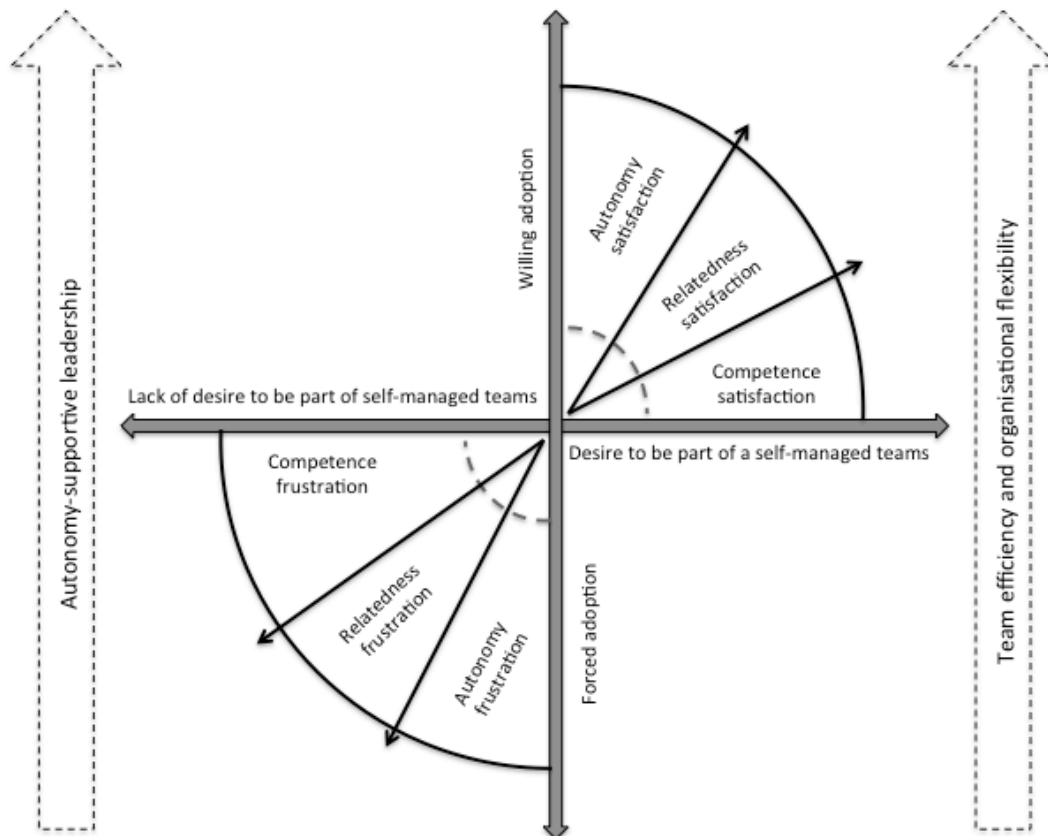 Autonomy-supportive leadership
Willing adoption
Autonomy
satisfaction
Relatedness
satisfaction
Competence
satisfaction
Lack of desire to be part of self-managed teams
Desire to be part of a self-managed teams
Competence
frustration
Relatedness
frustration
Autonomy
frustration
Forced adoption
Team efficiency and organisational flexibility